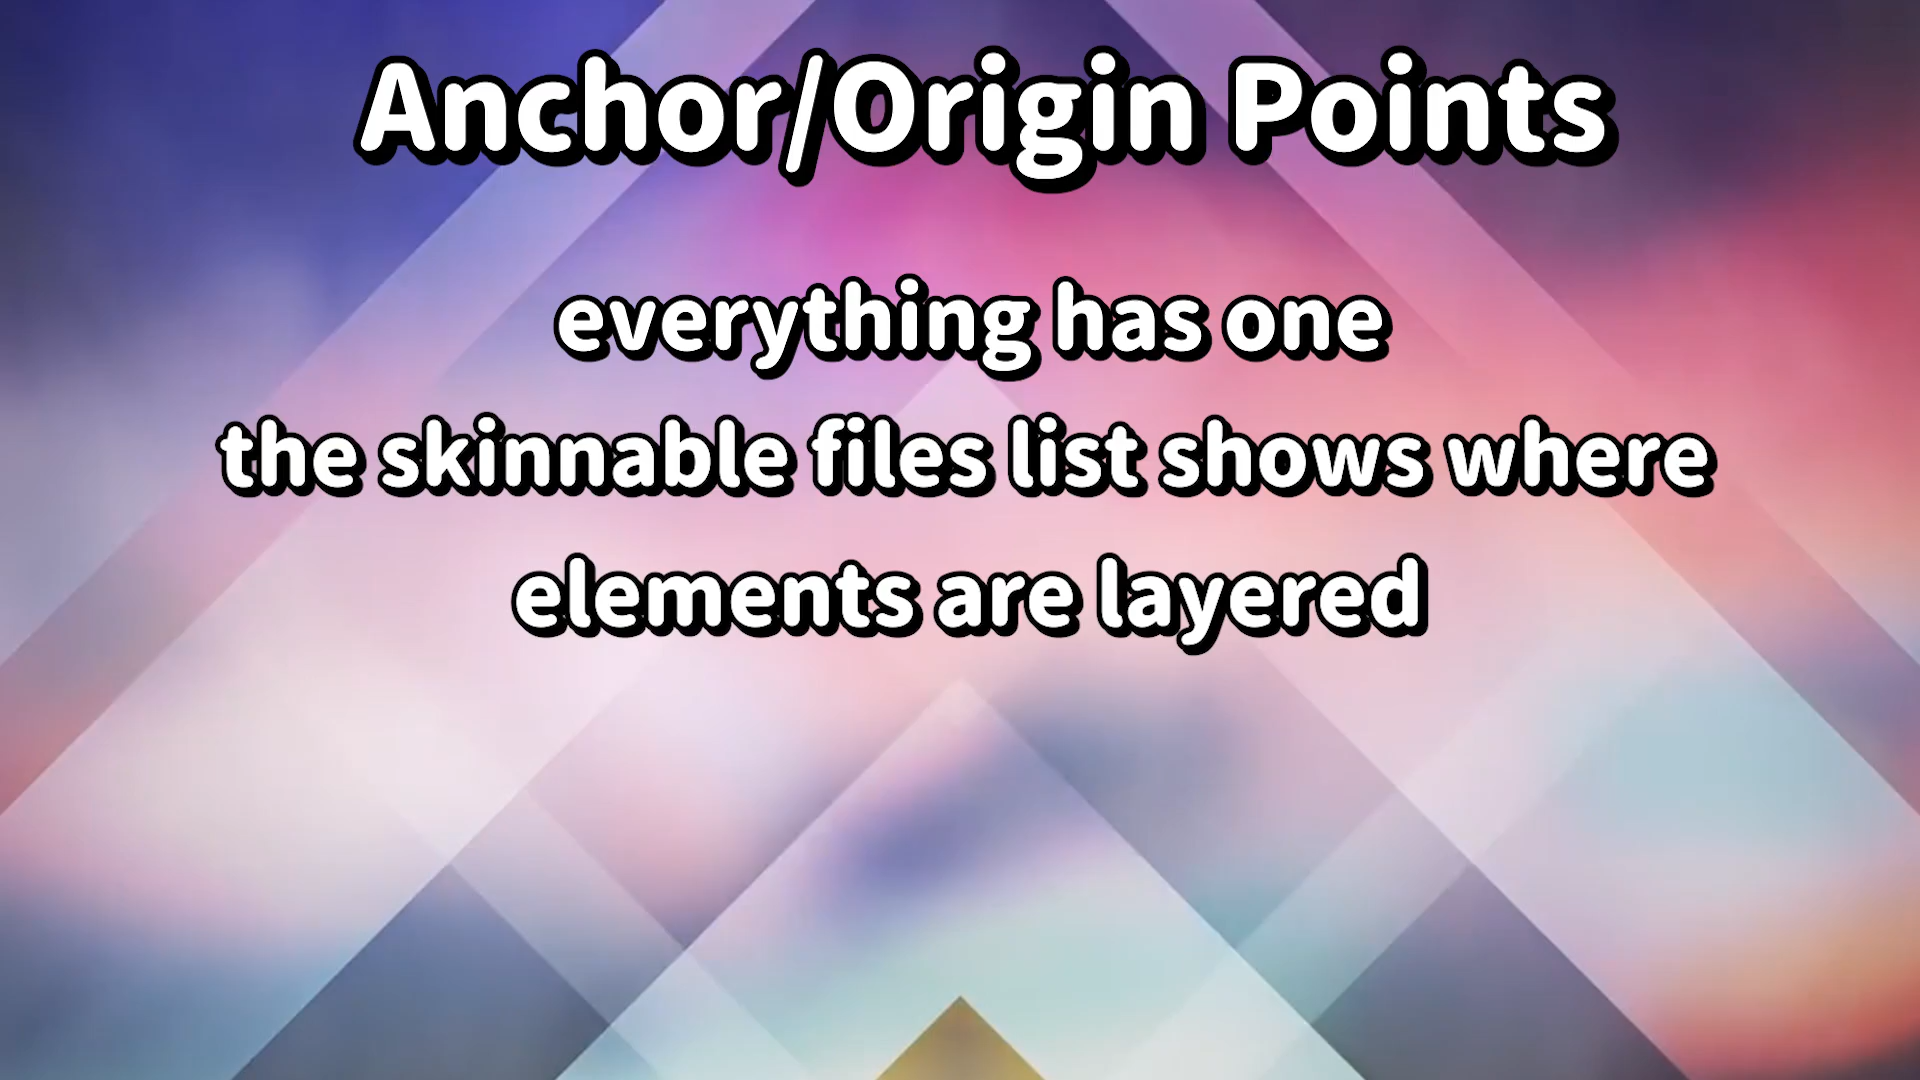 Anchor/Origin Points
everything has one
the skinnable files list shows where
elements are layered